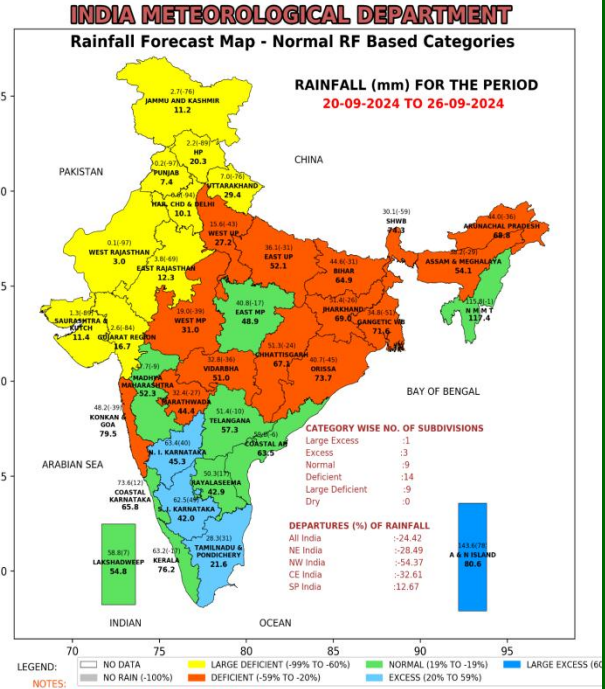 INDIA METEOROLOGICAL DEPARTMENT
Rainfall Forecast Map - Normal RF Based Categories
RAINFALL (mm) FOR THE PERIOD
20-09-2024 TO 26-09-2024
2.7(-76)
JAMMU AND KASHMIR
11.2
2.2(-89)
HP
20.3
PAKISTAN
CHINA
0.2(-97)
PUNJAB
7.4
7.0(-76)
UTTARAKHAND
29.4
HAR, CHD & DELHI
10.1
30.1(-59)
SHWB
74.3
44.0(-36)
ARUNACHAL PRADESH
68.8
15.6(-43)
WEST UP
27.2
0.1(-97)
WEST RAJASTHAN
3.0
36.1(-31)
EAST UP
52.1
3.8(-69)
EAST RAJASTHAN
12.3
44.6(-31)
BIHAR
64.9
ASSAM & MEGHALAYA
54.1
115.8(-1)
N M M T
117.4
1.3(-89)
SAURASHTRA &
KUTCH
11.4
2.6(-84)
GUJARAT REGION
16.7
19.0(-39)
WEST MP
31.0
40.8(-17)
EAST MP
48.9
51.4(-26)
JHARKHAND
69.0
34.8(-51)
GANGETIC WB
71.6
51.3(-24)
CHHATTISGARH
67.1
40.7(-45)
ORISSA
73.7
32.8(-36)
VIDARBHA
51.0
MADHYA
MAHARASHTRA
52.3
32.4(-27)
MARATHWADA
44.4
BAY OF BENGAL
48.2(-39)
KONKAN &
GOA
79.5
51.4(-10)
TELANGANA
57.3
COASTAL AP
63.5
CATEGORY WISE NO. OF SUBDIVISIONS
Large Excess :1
Excess :3
Normal :9
Deficient :14
Large Deficient :9
Dry :0
63.4(40)
N. I. KARNATAKA
45.3
ARABIAN SEA
50.3(17)
RAYALASEEMA
42.9
73.6(12)
COASTAL
KARNATAKA
65.8
S. I. KARNATAKA
42.0
DEPARTURES (%) OF RAINFALL
All India :-24.42
NE India :-28.49
NW India :-54.37
CE India :-32.61
SP India :12.67
28.3(31)
TAMILNADU &
PONDICHERY
21.6
58.8(7)
LAKSHADWEEP
54.8
63.2(-17)
KERALA
76.2
143.6(78)
A & N ISLAND
80.6
INDIAN OCEAN
70 75 80 85 90 95
LEGEND: NO DATA LARGE DEFICIENT (-99% TO -60%) NORMAL (19% TO -19%) LARGE EXCESS (60
NO RAIN (-100%) DEFICIENT (-59% TO -20%) EXCESS (20% TO 59%)
NOTES: